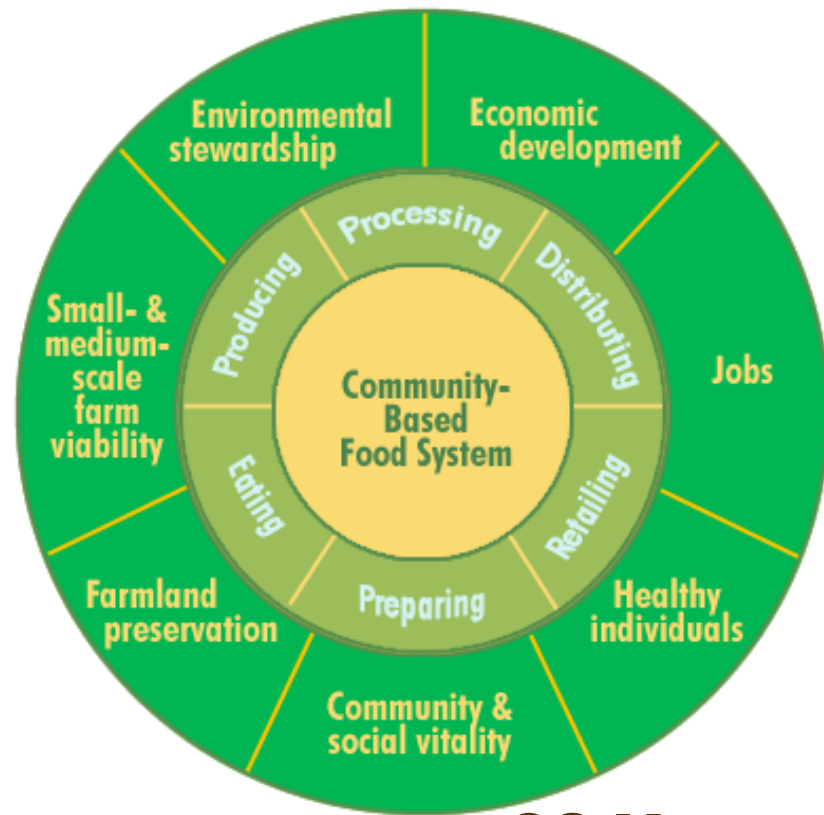 Environmental
stewardship
Economic
development
Jobs
Healthy
individuals
Community &
social vitality
Farmland
preservation
Small- &
medium-
scale
farm
viability
Processing
Distributing
Retailing
Preparing
Eating
Producing
Community-
Based
Food System